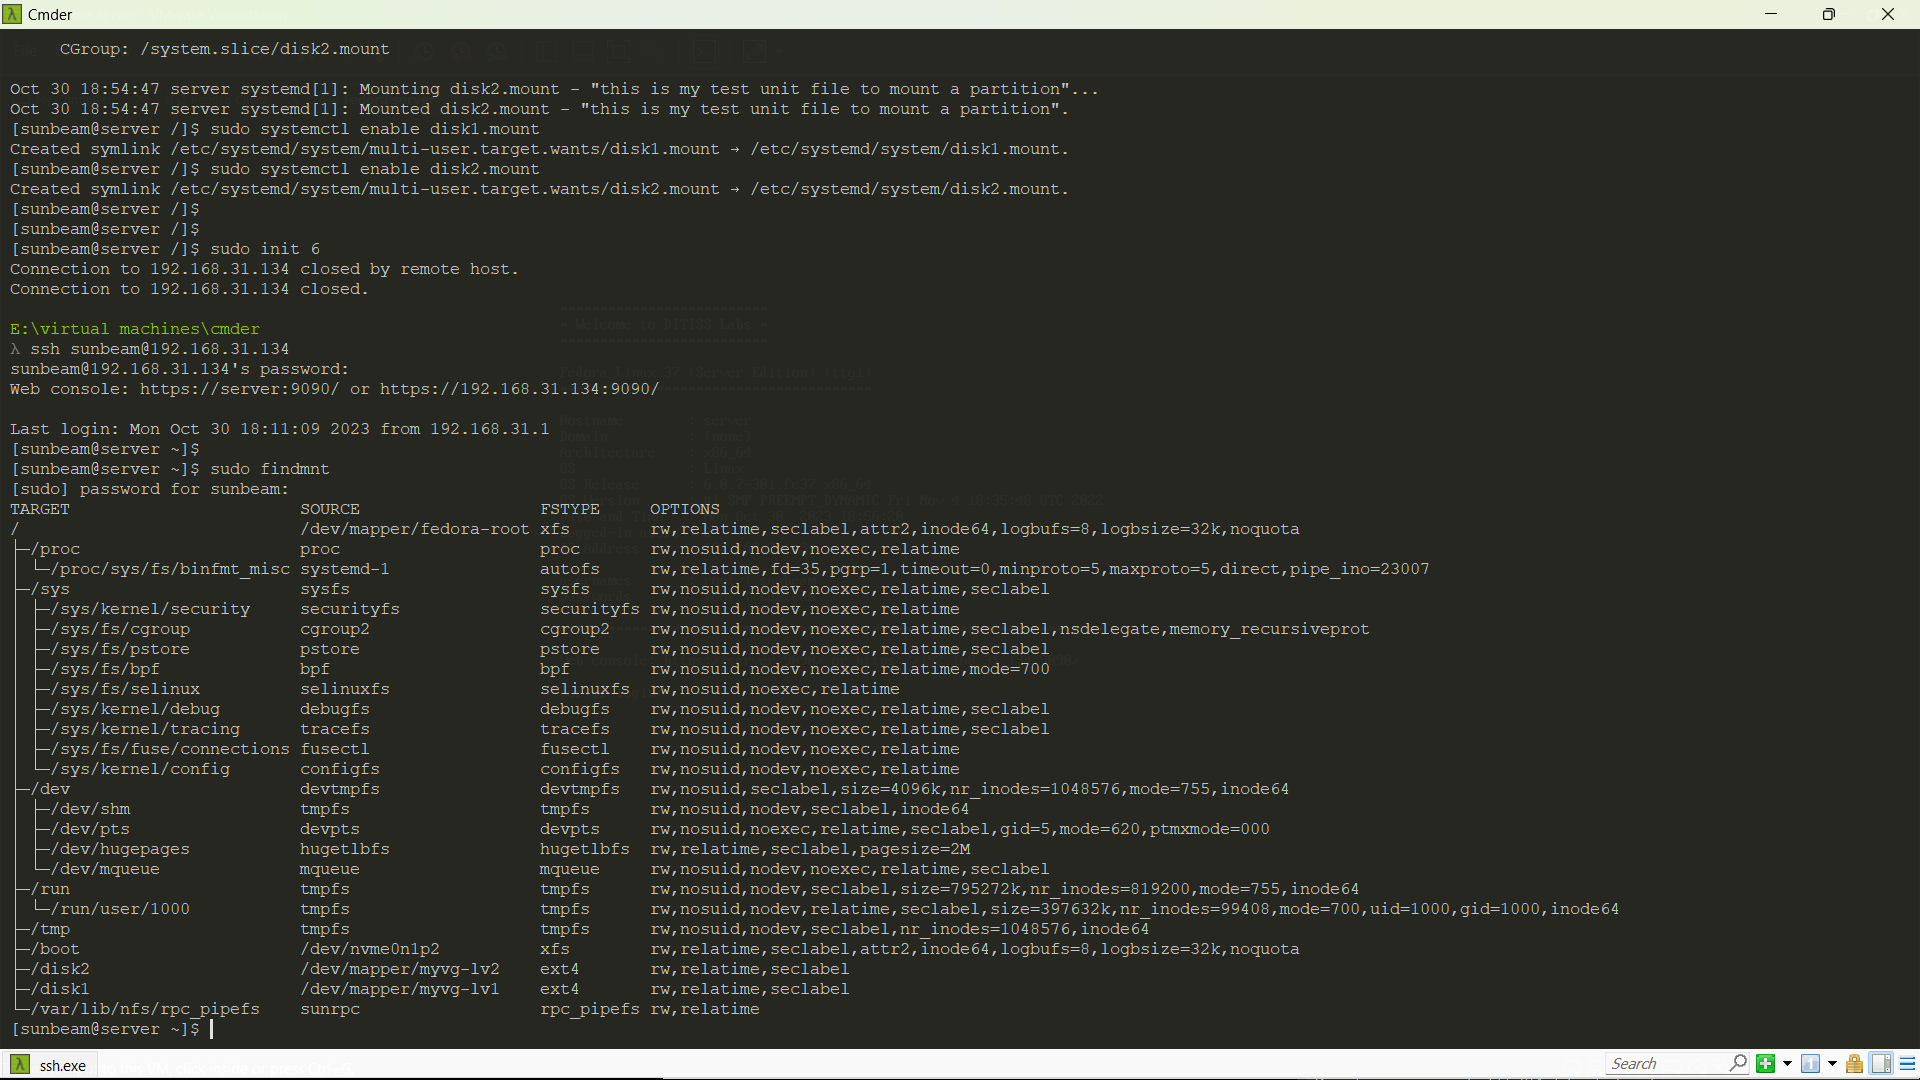 Cmder
CGroup: /system.slice/disk2.mount
Oct 30 18:54:47 server systemd[1]: Mounting disk2.mount - "this is my test unit file to mount a partition"...
Oct 30 18:54:47 server systemd[1]: Mounted disk2.mount - "this is my test unit file to mount a partition".
[sunbeam@server /]$ sudo systemctl enable disk1.mount
Created symlink /etc/systemd/system/multi-user.target.wants/disk1.mount → /etc/systemd/system/disk1.mount.
[sunbeam@server /]$ sudo systemctl enable disk2.mount
Created symlink /etc/systemd/system/multi-user.target.wants/disk2.mount → /etc/systemd/system/disk2.mount.
[sunbeam@server /]$
[sunbeam@server /]$
[sunbeam@server /]$ sudo init 6
Connection to 192.168.31.134 closed by remote host.
Connection to 192.168.31.134 closed.
E:\virtual machines\cmder
λ ssh sunbeam@192.168.31.134
sunbeam@192.168.31.134's password:
Web console: https://server:9090/ or https://192.168.31.134:9090/
Last login: Mon Oct 30 18:11:09 2023 from 192.168.31.1
[sunbeam@server ~]$
[sunbeam@server ~]$ sudo findmnt
[sudo] password for sunbeam:
TARGET SOURCE FSTYPE OPTIONS
/ /dev/mapper/fedora-root xfs rw,relatime,seclabel,attr2,inode64,logbufs=8,logbsize=32k,noquota
├─/proc proc proc rw,nosuid,nodev,noexec,relatime
│ └─/proc/sys/fs/binfmt_misc systemd-1 autofs rw,relatime,fd=35,pgrp=1,timeout=0,minproto=5,maxproto=5,direct,pipe_ino=23007
├─/sys sysfs sysfs rw,nosuid,nodev,noexec,relatime,seclabel
│ ├─/sys/kernel/security securityfs securityfs rw,nosuid,nodev,noexec,relatime
│ ├─/sys/fs/cgroup cgroup2 cgroup2 rw,nosuid,nodev,noexec,relatime,seclabel,nsdelegate,memory_recursiveprot
│ ├─/sys/fs/pstore pstore pstore rw,nosuid,nodev,noexec,relatime,seclabel
│ ├─/sys/fs/bpf bpf bpf rw,nosuid,nodev,noexec,relatime,mode=700
│ ├─/sys/fs/selinux selinuxfs selinuxfs rw,nosuid,noexec,relatime
│ ├─/sys/kernel/debug debugfs debugfs rw,nosuid,nodev,noexec,relatime,seclabel
│ ├─/sys/kernel/tracing tracefs tracefs rw,nosuid,nodev,noexec,relatime,seclabel
│ ├─/sys/fs/fuse/connections fusectl fusectl rw,nosuid,nodev,noexec,relatime
│ └─/sys/kernel/config configfs configfs rw,nosuid,nodev,noexec,relatime
├─/dev devtmpfs devtmpfs rw,nosuid,seclabel,size=4096k,nr_inodes=1048576,mode=755,inode64
│ ├─/dev/shm tmpfs tmpfs rw,nosuid,nodev,seclabel,inode64
│ ├─/dev/pts devpts devpts rw,nosuid,noexec,relatime,seclabel,gid=5,mode=620,ptmxmode=000
│ ├─/dev/hugepages hugetlbfs hugetlbfs rw,relatime,seclabel,pagesize=2M
│ └─/dev/mqueue mqueue mqueue rw,nosuid,nodev,noexec,relatime,seclabel
├─/run tmpfs tmpfs rw,nosuid,nodev,seclabel,size=795272k,nr_inodes=819200,mode=755,inode64
│ └─/run/user/1000 tmpfs tmpfs rw,nosuid,nodev,relatime,seclabel,size=397632k,nr_inodes=99408,mode=700,uid=1000,gid=1000,inode64
├─/tmp tmpfs tmpfs rw,nosuid,nodev,seclabel,nr_inodes=1048576,inode64
├─/boot /dev/nvme0n1p2 xfs rw,relatime,seclabel,attr2,inode64,logbufs=8,logbsize=32k,noquota
├─/disk2 /dev/mapper/myvg-lv2 ext4 rw,relatime,seclabel
├─/disk1 /dev/mapper/myvg-lv1 ext4 rw,relatime,seclabel
└─/var/lib/nfs/rpc_pipefs sunrpc rpc_pipefs rw,relatime
[sunbeam@server ~]$
ssh.exe
Search